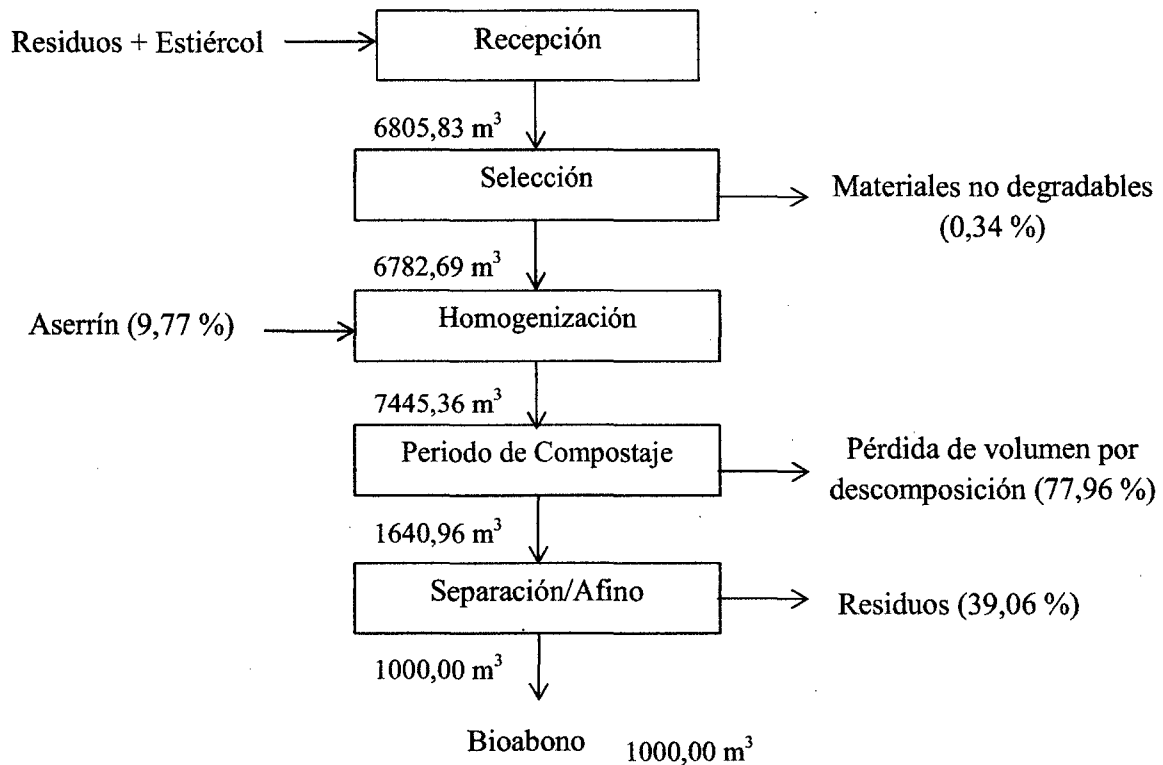 Residuos + Estiércol
Recepción
6805,83 m³
Selección
Materiales no degradables
(0,34 %)
6782,69 m³
Aserrín (9,77 %)
Homogenización
7445,36 m³
Periodo de Compostaje
Pérdida de volumen por
descomposición (77,96 %)
1640,96 m³
Separación/Afino
Residuos (39,06 %)
1000,00 m³
Bioabono 1000,00 m³